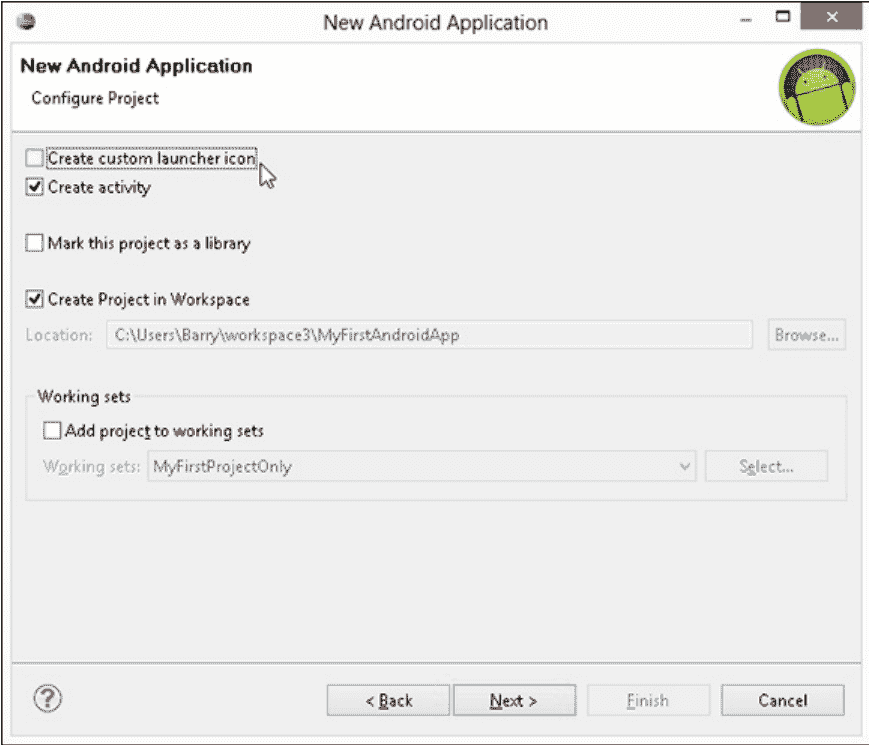 New Android Application
New Android Application
Configure Project
Create custom launcher icon
Create activity
Mark this project as a library
Create Project in Workspace
Location: C:\Users\Barry\workspace3\MyFirstAndroidApp Browse...
Working sets
Add project to working sets
Working sets: MyFirstProjectOnly Select...
? < Back Next > Finish Cancel